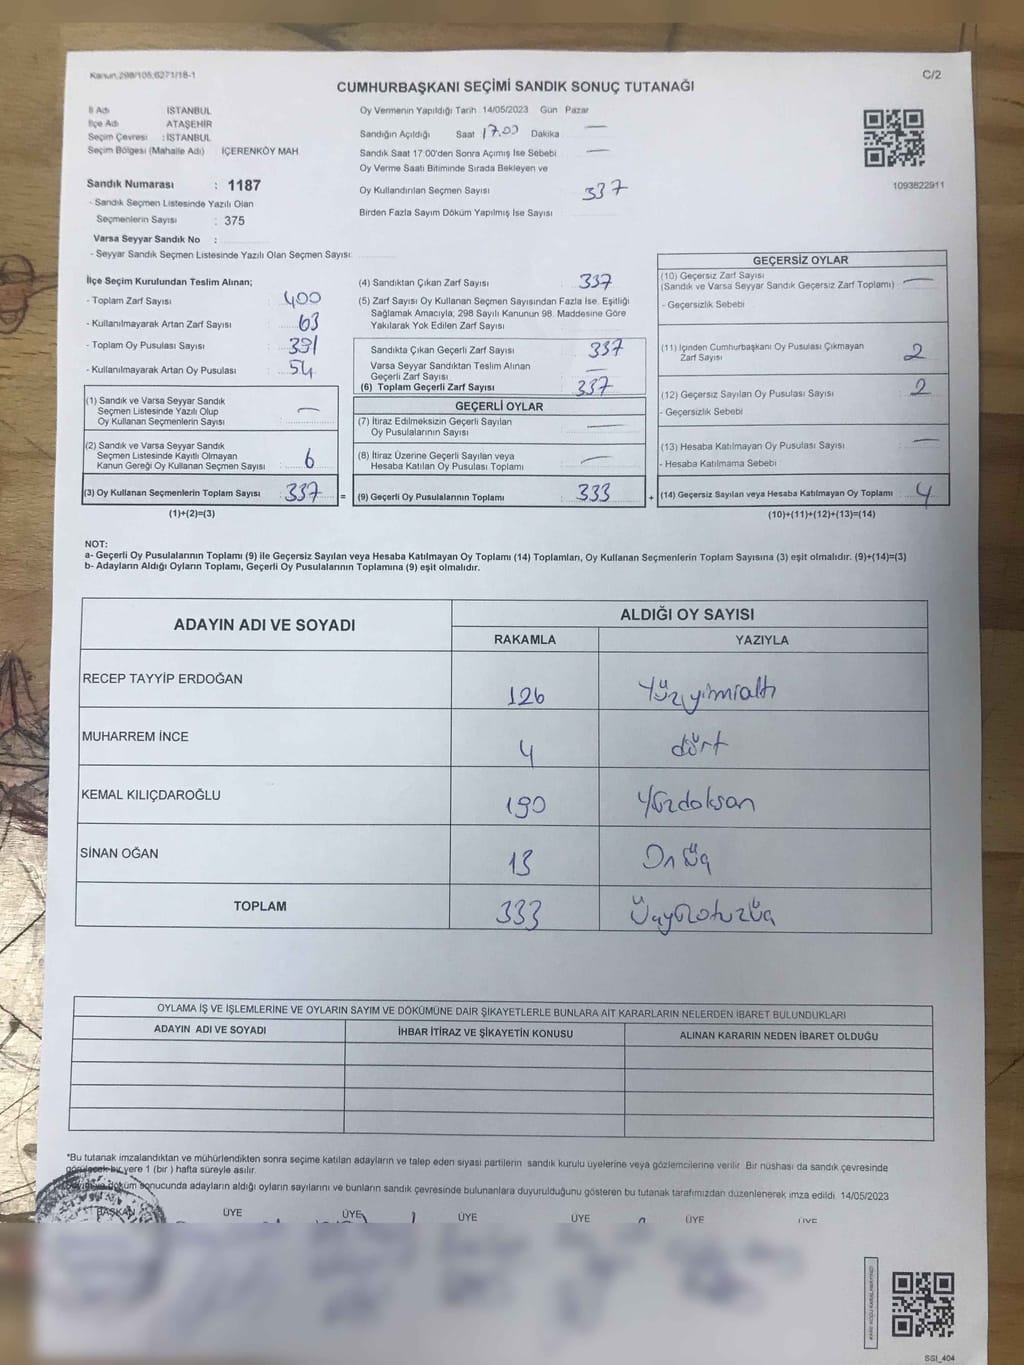 Kanun.298/105,6271/18-1
C/2
CUMHURBAŞKANI SEÇİMİ SANDIK SONUÇ TUTANAĞI
İl Adı İSTANBUL
İlçe Adı ATAŞEHİR
Seçim Çevresi : İSTANBUL
Seçim Bölgesi (Mahalle Adı) İÇERENKÖY MAH.
Sandık Numarası : 1187
- Sandık Seçmen Listesinde Yazılı Olan
Seçmenlerin Sayısı : 375
Varsa Seyyar Sandık No :
- Seyyar Sandık Seçmen Listesinde Yazılı Olan Seçmen Sayısı:
Oy Vermenin Yapıldığı Tarih 14/05/2023 Gün Pazar
Sandığın Açıldığı Saat 17.00 Dakika —
Sandık Saat 17:00'den Sonra Açımış İse Sebebi —
Oy Verme Saati Bitiminde Sırada Bekleyen ve
Oy Kullandırılan Seçmen Sayısı 337
Birden Fazla Sayım Döküm Yapılmış İse Sayısı
1093822911
İlçe Seçim Kurulundan Teslim Alınan;
- Toplam Zarf Sayısı : 400
- Kullanılmayarak Artan Zarf Sayısı : 63
- Toplam Oy Pusulası Sayısı : 391
- Kullanılmayarak Artan Oy Pusulası : 54
(1) Sandık ve Varsa Seyyar Sandık
Seçmen Listesinde Yazılı Olup
Oy Kullanan Seçmenlerin Sayısı : —
(2) Sandık ve Varsa Seyyar Sandık
Seçmen Listesinde Kayıtlı Olmayan
Kanun Gereği Oy Kullanan Seçmen Sayısı : 6
(3) Oy Kullanan Seçmenlerin Toplam Sayısı : 337 =
(1)+(2)=(3)
(4) Sandıktan Çıkan Zarf Sayısı : 337
(5) Zarf Sayısı Oy Kullanan Seçmen Sayısından Fazla İse, Eşitliği
Sağlamak Amacıyla; 298 Sayılı Kanunun 98. Maddesine Göre
Yakılarak Yok Edilen Zarf Sayısı :
Sandıkta Çıkan Geçerli Zarf Sayısı : 337
Varsa Seyyar Sandıktan Teslim Alınan
Geçerli Zarf Sayısı : —
(6) Toplam Geçerli Zarf Sayısı : 337
GEÇERLİ OYLAR
(7) İtiraz Edilmeksizin Geçerli Sayılan
Oy Pusulalarının Sayısı : —
(8) İtiraz Üzerine Geçerli Sayılan veya
Hesaba Katılan Oy Pusulası Toplamı : —
(9) Geçerli Oy Pusulalarının Toplamı : 333 +
GEÇERSİZ OYLAR
(10) Geçersiz Zarf Sayısı
(Sandık ve Varsa Seyyar Sandık Geçersiz Zarf Toplamı) : —
- Geçersizlik Sebebi
(11) İçinden Cumhurbaşkanı Oy Pusulası Çıkmayan
Zarf Sayısı 2
(12) Geçersiz Sayılan Oy Pusulası Sayısı 2
- Geçersizlik Sebebi
(13) Hesaba Katılmayan Oy Pusulası Sayısı : —
- Hesaba Katılmama Sebebi
(14) Geçersiz Sayılan veya Hesaba Katılmayan Oy Toplamı : 4
(10)+(11)+(12)+(13)=(14)
NOT:
a- Geçerli Oy Pusulalarının Toplamı (9) ile Geçersiz Sayılan veya Hesaba Katılmayan Oy Toplamı (14) Toplamları, Oy Kullanan Seçmenlerin Toplam Sayısına (3) eşit olmalıdır. (9)+(14)=(3)
b- Adayların Aldığı Oyların Toplamı, Geçerli Oy Pusulalarının Toplamına (9) eşit olmalıdır.
ADAYIN ADI VE SOYADI ALDIĞI OY SAYISI
RAKAMLA YAZIYLA
RECEP TAYYİP ERDOĞAN 126 Yüzyirmialtı
MUHARREM İNCE 4 dört
KEMAL KILIÇDAROĞLU 190 Yüzdoksan
SİNAN OĞAN 13 On Üç
TOPLAM 333 Üçyüzotuzüç
OYLAMA İŞ VE İŞLEMLERİNE VE OYLARIN SAYIM VE DÖKÜMÜNE DAİR ŞİKAYETLERLE BUNLARA AİT KARARLARIN NELERDEN İBARET BULUNDUKLARI
ADAYIN ADI VE SOYADI İHBAR İTİRAZ VE ŞİKAYETİN KONUSU ALINAN KARARIN NEDEN İBARET OLDUĞU
*Bu tutanak imzalandıktan ve mühürlendikten sonra seçime katılan adayların ve talep eden siyasi partilerin sandık kurulu üyelerine veya gözlemcilerine verilir. Bir nüshası da sandık çevresinde
görülecek bir yere 1 (bir ) hafta süreyle asılır.
döküm sonucunda adayların aldığı oyların sayılarını ve bunların sandık çevresinde bulunanlara duyurulduğunu gösteren bu tutanak tarafımızdan düzenlenerek imza edildi. 14/05/2023
BAŞKAN ÜYE ÜYE ÜYE ÜYE ÜYE ÜYE
SSI_404